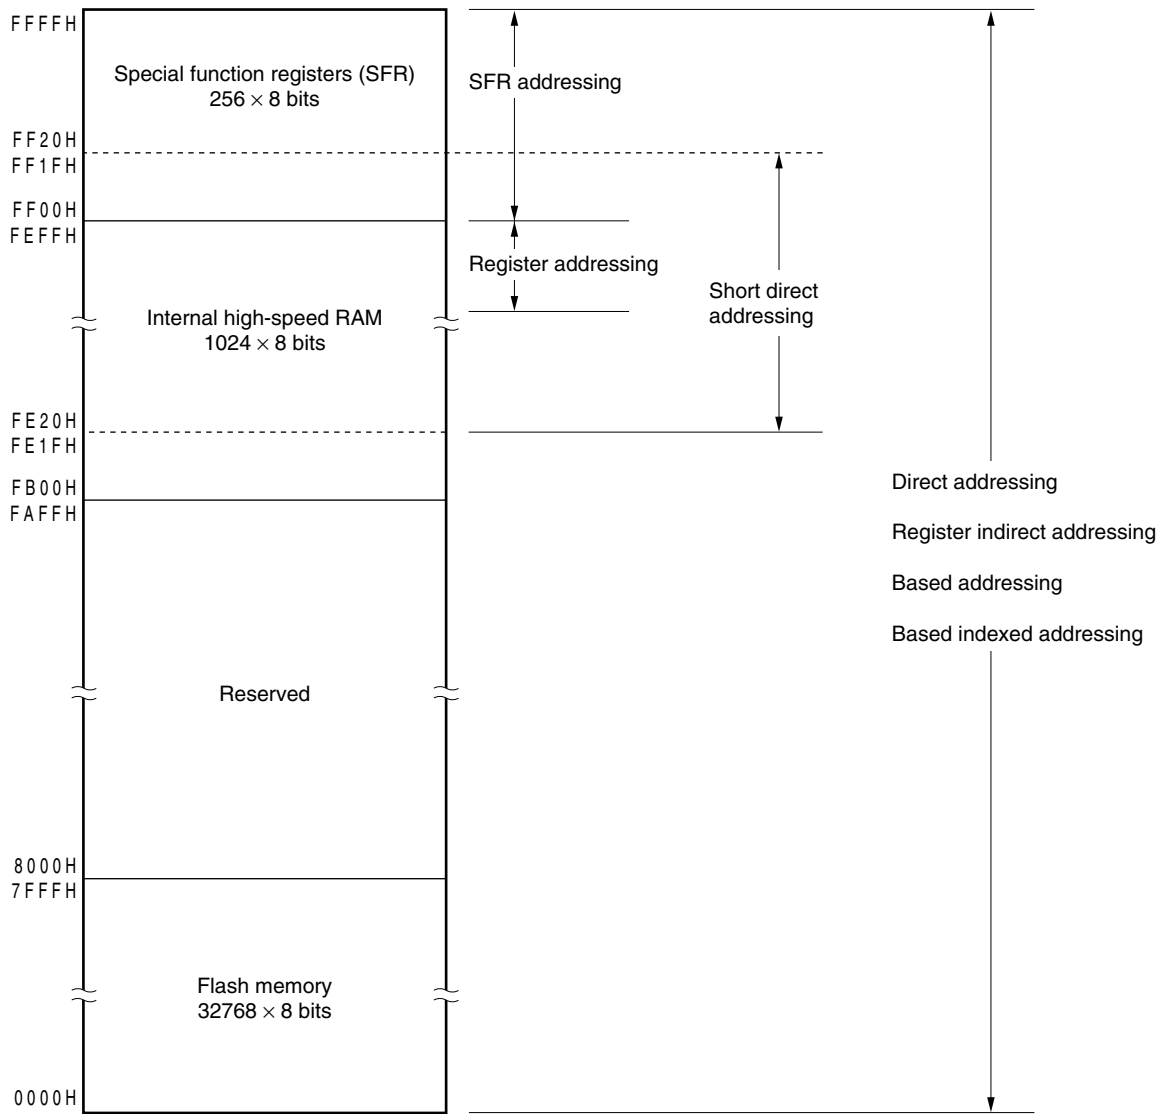 FFFFH
Special function registers (SFR)
256 × 8 bits
SFR addressing
FF20H
FF1FH
FF00H
FEFFH
Register addressing
Short direct
addressing
Internal high-speed RAM
1024 × 8 bits
FE20H
FE1FH
FB00H
FAFFH
Direct addressing
Register indirect addressing
Based addressing
Based indexed addressing
Reserved
8000H
7FFFH
Flash memory
32768 × 8 bits
0000H